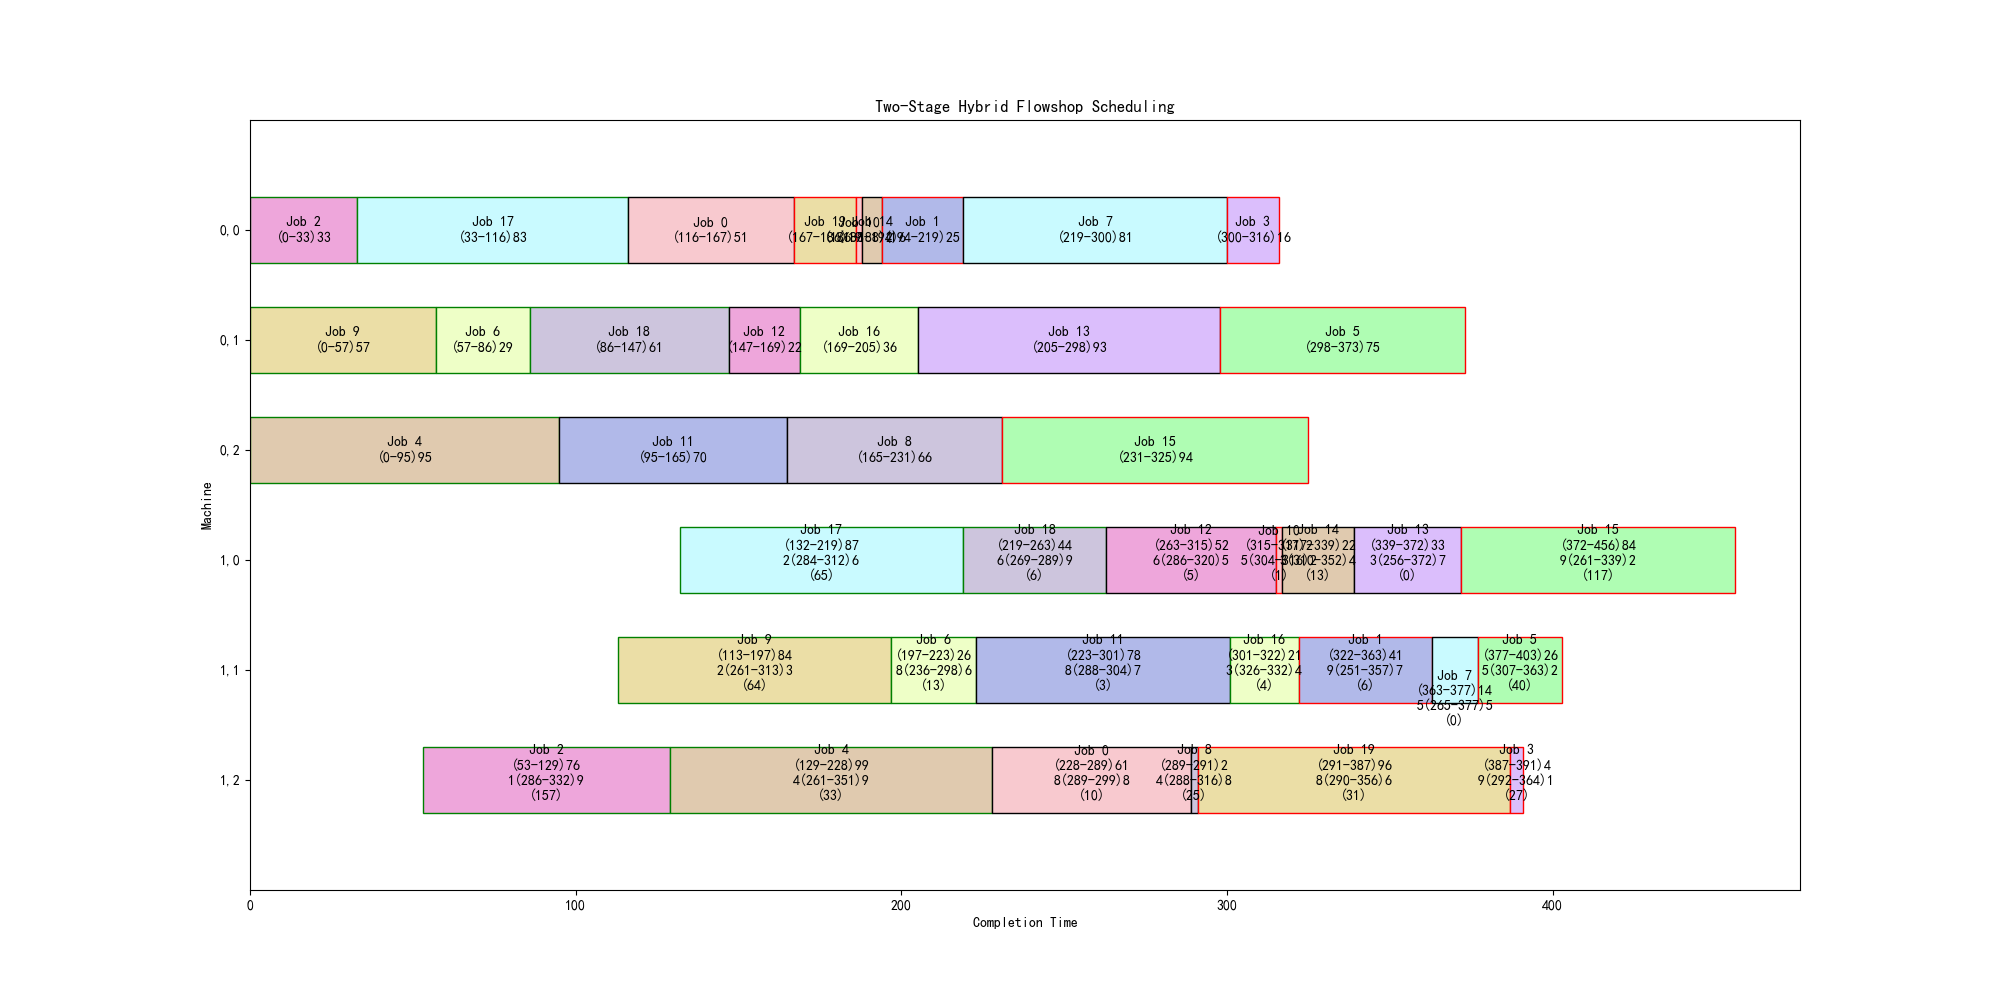 Two-Stage Hybrid Flowshop Scheduling
0,0
Job 2
(0-33)33
Job 17
(33-116)83
Job 0
(116-167)51
Job 19
Job 10
Job 14
Job 1
(194-219)25
Job 7
(219-300)81
Job 3
(300-316)16
0,1
Job 9
(0-57)57
Job 6
(57-86)29
Job 18
(86-147)61
Job 12
(147-169)22
Job 16
(169-205)36
Job 13
(205-298)93
Job 5
(298-373)75
0,2
Job 4
(0-95)95
Job 11
(95-165)70
Job 8
(165-231)66
Job 15
(231-325)94
Machine
1,0
Job 17
(132-219)87
2(284-312)6
(65)
Job 18
(219-263)44
6(269-289)9
(6)
Job 12
(263-315)52
6(286-320)5
(5)
Job 10
(315-317)2
(1)
Job 14
(317-339)22
(13)
Job 13
(339-372)33
3(256-372)7
(0)
Job 15
(372-456)84
9(261-339)2
(117)
1,1
Job 9
(113-197)84
2(261-313)3
(64)
Job 6
(197-223)26
8(236-298)6
(13)
Job 11
(223-301)78
8(288-304)7
(3)
Job 16
(301-322)21
3(326-332)4
(4)
Job 1
(322-363)41
9(251-357)7
(6)
Job 7
(363-377)14
5(265-377)5
(0)
Job 5
(377-403)26
5(307-363)2
(40)
1,2
Job 2
(53-129)76
1(286-332)9
(157)
Job 4
(129-228)99
4(261-351)9
(33)
Job 0
(228-289)61
8(289-299)8
(10)
Job 8
(289-291)2
4(288-316)8
(25)
Job 19
(291-387)96
8(290-356)6
(31)
Job 3
(387-391)4
9(292-364)1
(27)
0
100
200
300
400
Completion Time